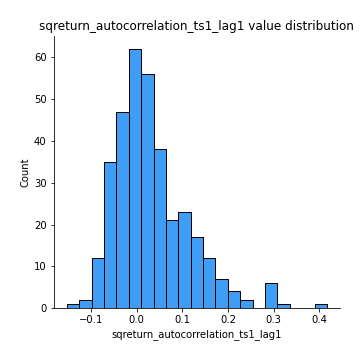 sqreturn_autocorrelation_ts1_lag1 value distribution
60
50
40
30
20
10
0
Count
−0.1 0.0 0.1 0.2 0.3 0.4
sqreturn_autocorrelation_ts1_lag1